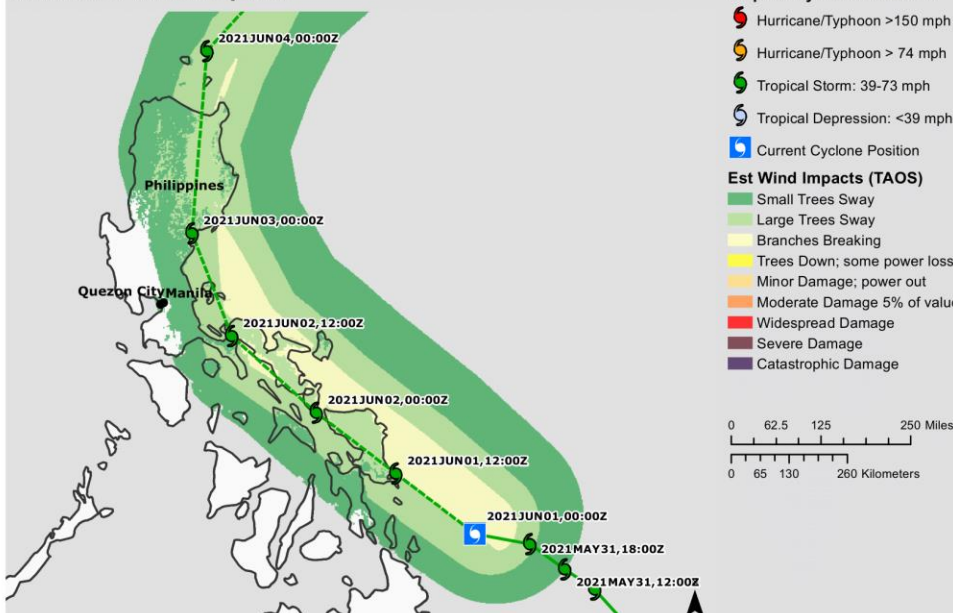 Hurricane/Typhoon >150 mph
Hurricane/Typhoon > 74 mph
Tropical Storm: 39-73 mph
Tropical Depression: <39 mph
Current Cyclone Position
Est Wind Impacts (TAOS)
Small Trees Sway
Large Trees Sway
Branches Breaking
Trees Down; some power loss
Minor Damage; power out
Moderate Damage 5% of value
Widespread Damage
Severe Damage
Catastrophic Damage
0 62.5 125 250 Miles
0 65 130 260 Kilometers
2021JUN04,00:00Z
Philippines
2021JUN03,00:00Z
Quezon City
Manila
2021JUN02,12:00Z
2021JUN02,00:00Z
2021JUN01,12:00Z
2021JUN01,00:00Z
2021MAY31,18:00Z
2021MAY31,12:00Z